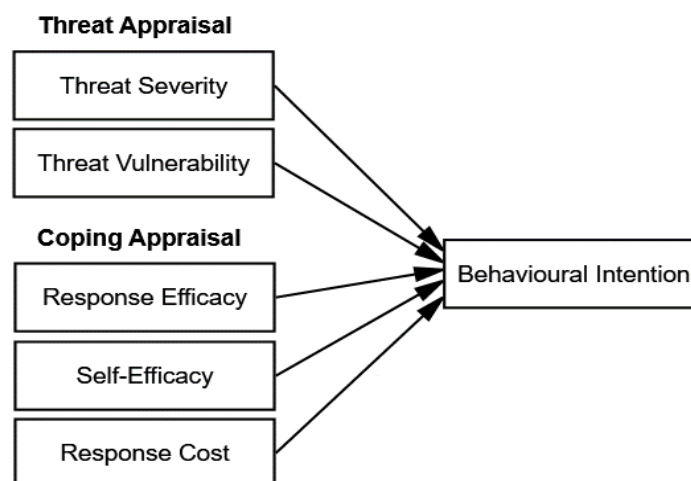 Threat Appraisal
Threat Severity
Threat Vulnerability
Coping Appraisal
Response Efficacy
Self-Efficacy
Response Cost
Behavioural Intention